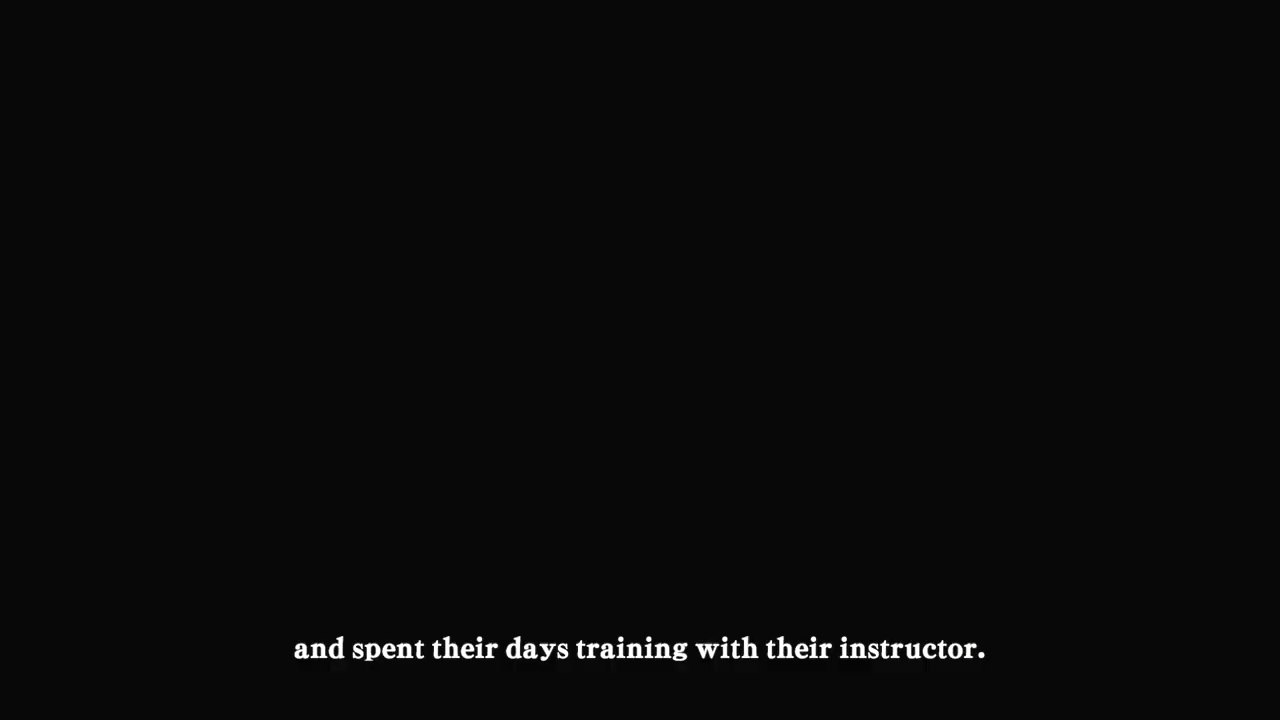 and spent their days training with their instructor.